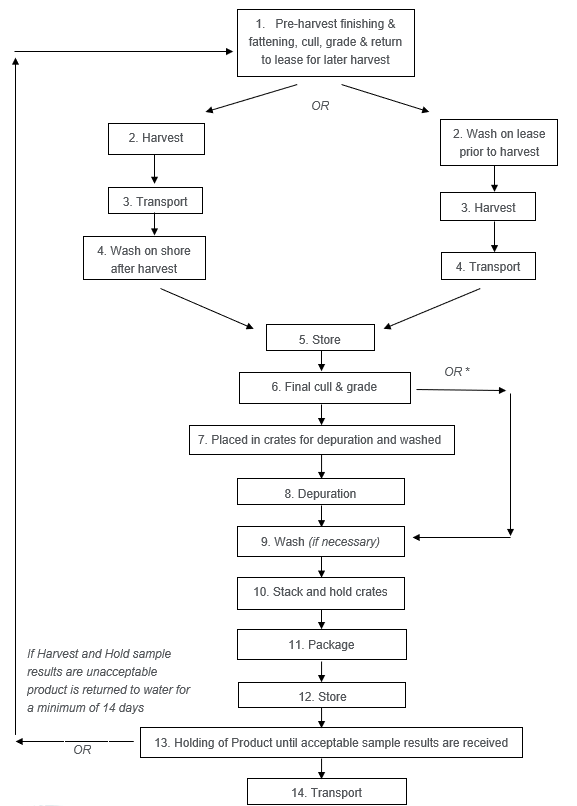 1. Pre-harvest finishing &
fattening, cull, grade & return
to lease for later harvest
OR
2. Harvest
2. Wash on lease
prior to harvest
3. Transport
3. Harvest
4. Wash on shore
after harvest
4. Transport
5. Store
OR *
6. Final cull & grade
7. Placed in crates for depuration and washed
8. Depuration
9. Wash (if necessary)
10. Stack and hold crates
11. Package
If Harvest and Hold sample
results are unacceptable
product is returned to water for
a minimum of 14 days
12. Store
13. Holding of Product until acceptable sample results are received
OR
14. Transport